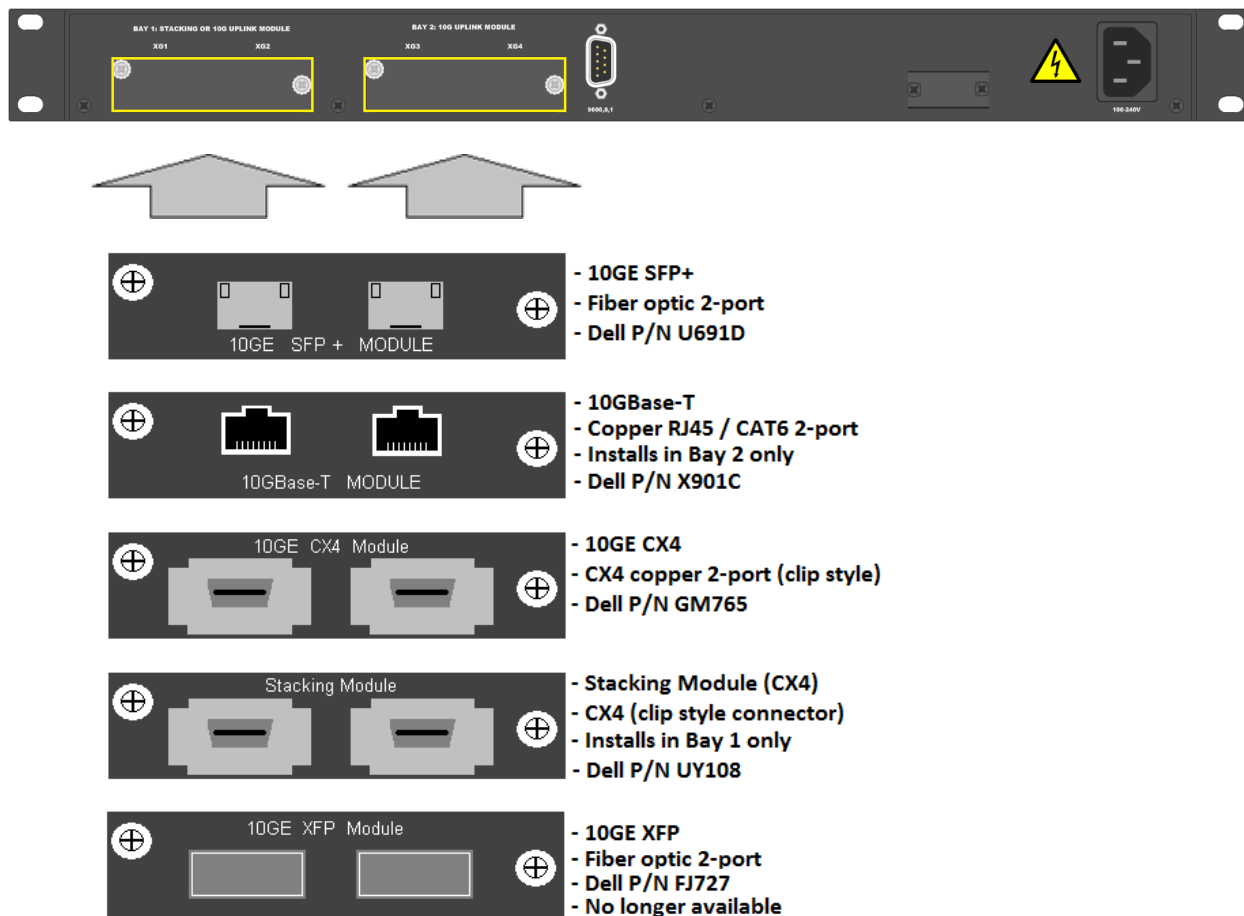 BAY 1: STACKING OR 10G UPLINK MODULE
XG1 XG2
BAY 2: 10G UPLINK MODULE
XG3 XG4
9600,8,1
100-240V
10GE SFP + MODULE
- 10GE SFP+
- Fiber optic 2-port
- Dell P/N U691D
10GBase-T MODULE
- 10GBase-T
- Copper RJ45 / CAT6 2-port
- Installs in Bay 2 only
- Dell P/N X901C
10GE CX4 Module
- 10GE CX4
- CX4 copper 2-port (clip style)
- Dell P/N GM765
Stacking Module
- Stacking Module (CX4)
- CX4 (clip style connector)
- Installs in Bay 1 only
- Dell P/N UY108
10GE XFP Module
- 10GE XFP
- Fiber optic 2-port
- Dell P/N FJ727
- No longer available